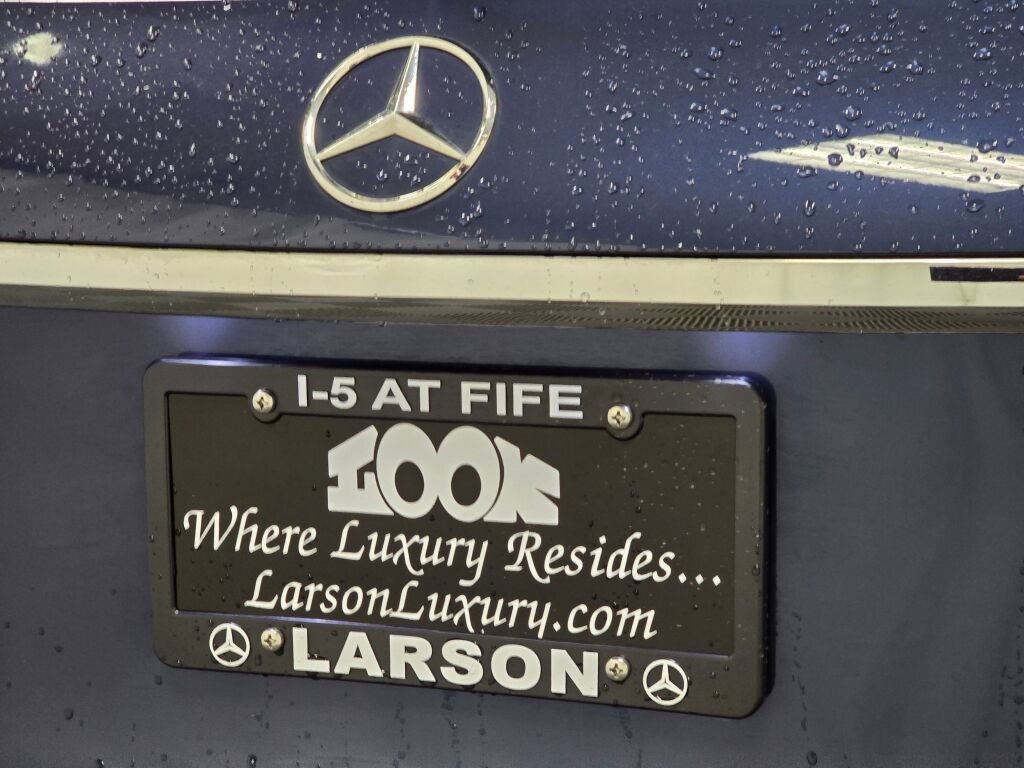 I-5 AT FIFE
LOOK
Where Luxury Resides...
LarsonLuxury.com
LARSON